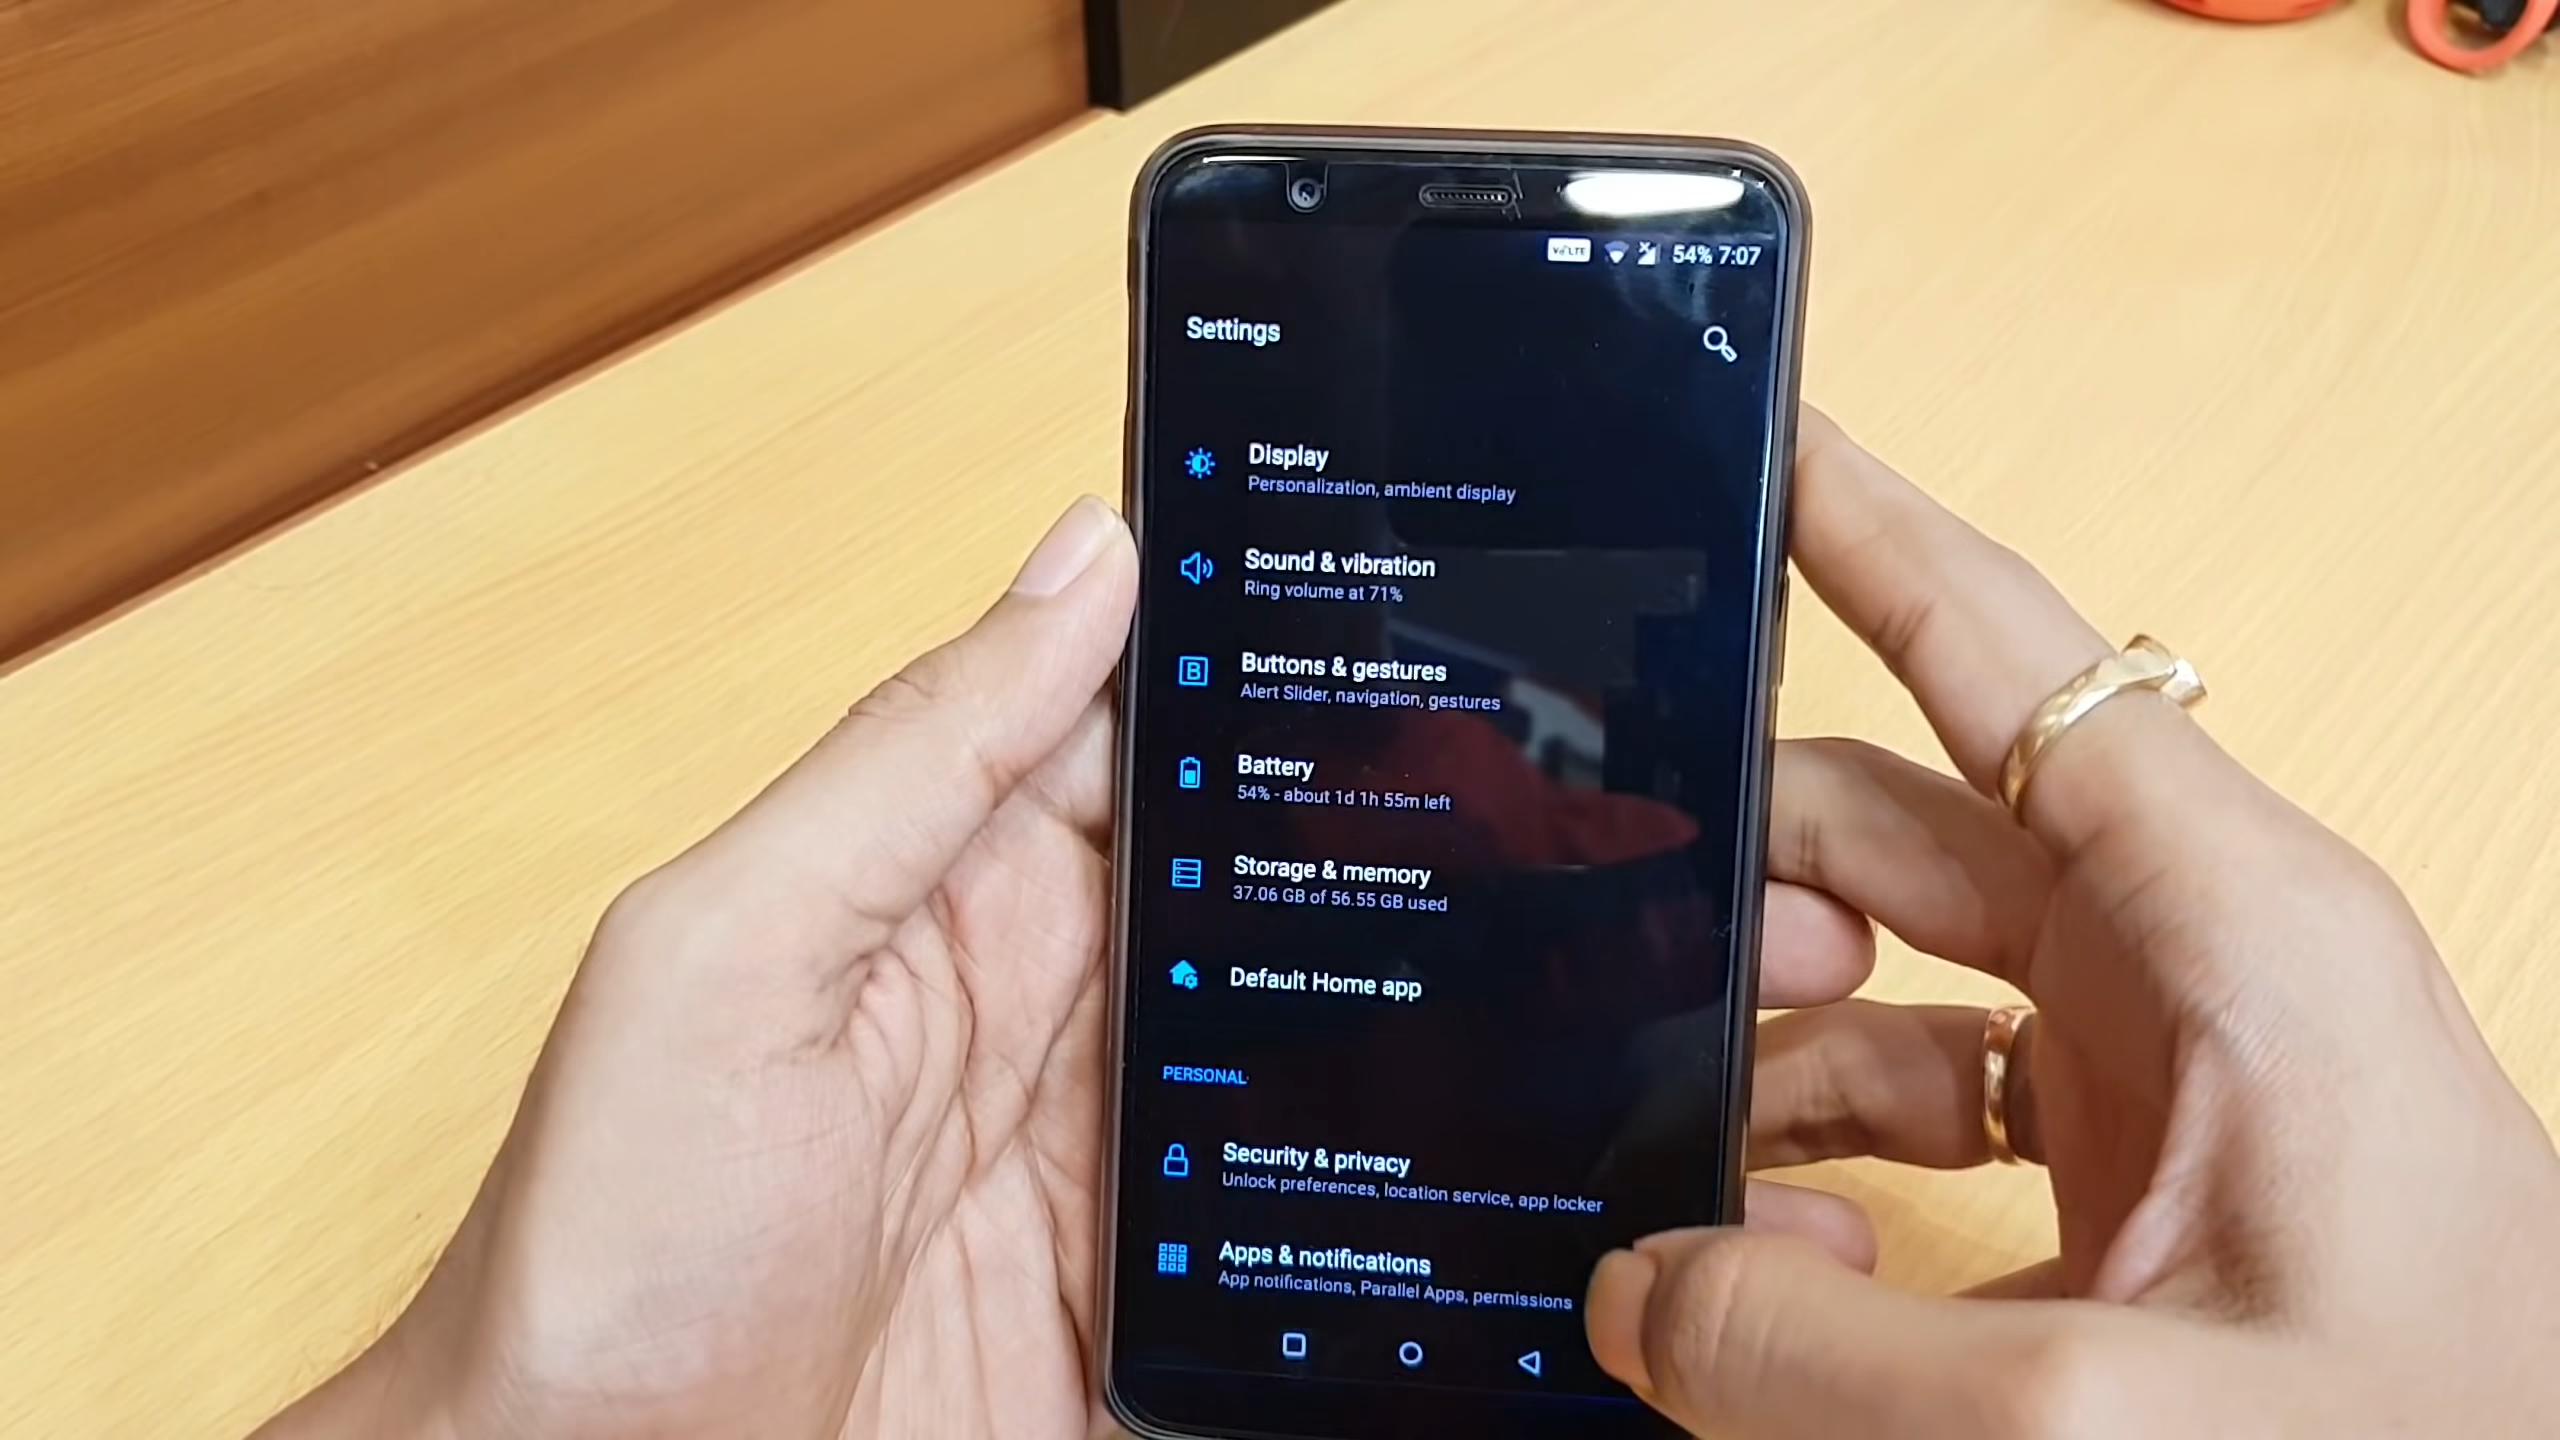 VoLTE 54% 7:07
Settings
Display
Personalization, ambient display
Sound & vibration
Ring volume at 71%
B
Buttons & gestures
Alert Slider, navigation, gestures
Battery
54% - about 1d 1h 55m left
Storage & memory
37.06 GB of 56.55 GB used
Default Home app
PERSONAL
Security & privacy
Unlock preferences, location service, app locker
Apps & notifications
App notifications, Parallel Apps, permissions